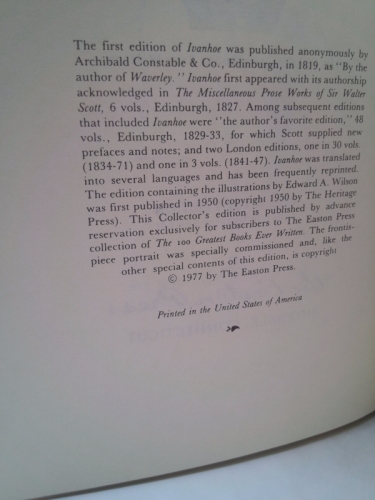 The first edition of Ivanhoe was published anonymously by
Archibald Constable & Co., Edinburgh, in 1819, as "By the
author of Waverley." Ivanhoe first appeared with its authorship
acknowledged in The Miscellaneous Prose Works of Sir Walter
Scott, 6 vols., Edinburgh, 1827. Among subsequent editions
that included Ivanhoe were "the author's favorite edition," 48
vols., Edinburgh, 1829-33, for which Scott supplied new
prefaces and notes; and two London editions, one in 30 vols.
(1834-71) and one in 3 vols. (1841-47). Ivanhoe was translated
into several languages and has been frequently reprinted.
The edition containing the illustrations by Edward A. Wilson
was first published in 1950 (copyright 1950 by The Heritage
Press). This Collector's edition is published by advance
reservation exclusively for subscribers to The Easton Press
collection of The 100 Greatest Books Ever Written. The frontis-
piece portrait was specially commissioned and, like the
other special contents of this edition, is copyright
© 1977 by The Easton Press.
Printed in the United States of America